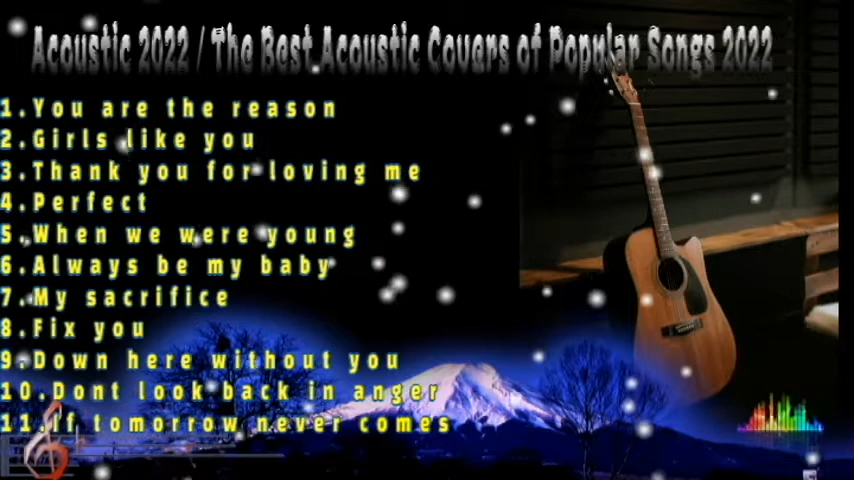 Acoustic 2022 / The Best Acoustic Covers of Popular Songs 2022
1.You are the reason
2.Girls like you
3.Thank you for loving me
4.Perfect
5.When we were young
6.Always be my baby
7.My sacrifice
8.Fix you
9.Down here without you
10.Dont look back in anger
11.If tomorrow never comes